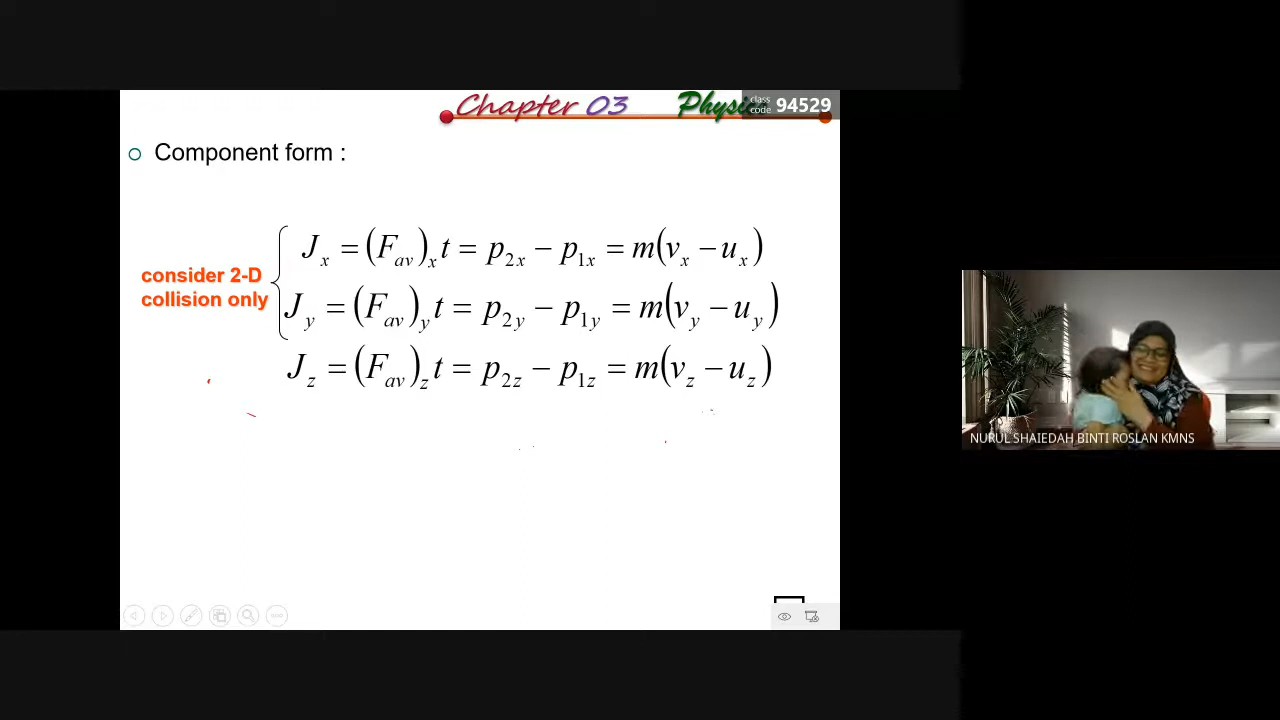 Chapter 03 Physi
class code 94529
Component form :
J_x = (F_av)_x t = p_2x − p_1x = m(v_x − u_x)
consider 2-D
collision only
J_y = (F_av)_y t = p_2y − p_1y = m(v_y − u_y)
J_z = (F_av)_z t = p_2z − p_1z = m(v_z − u_z)
NURUL SHAIEDAH BINTI ROSLAN KMNS